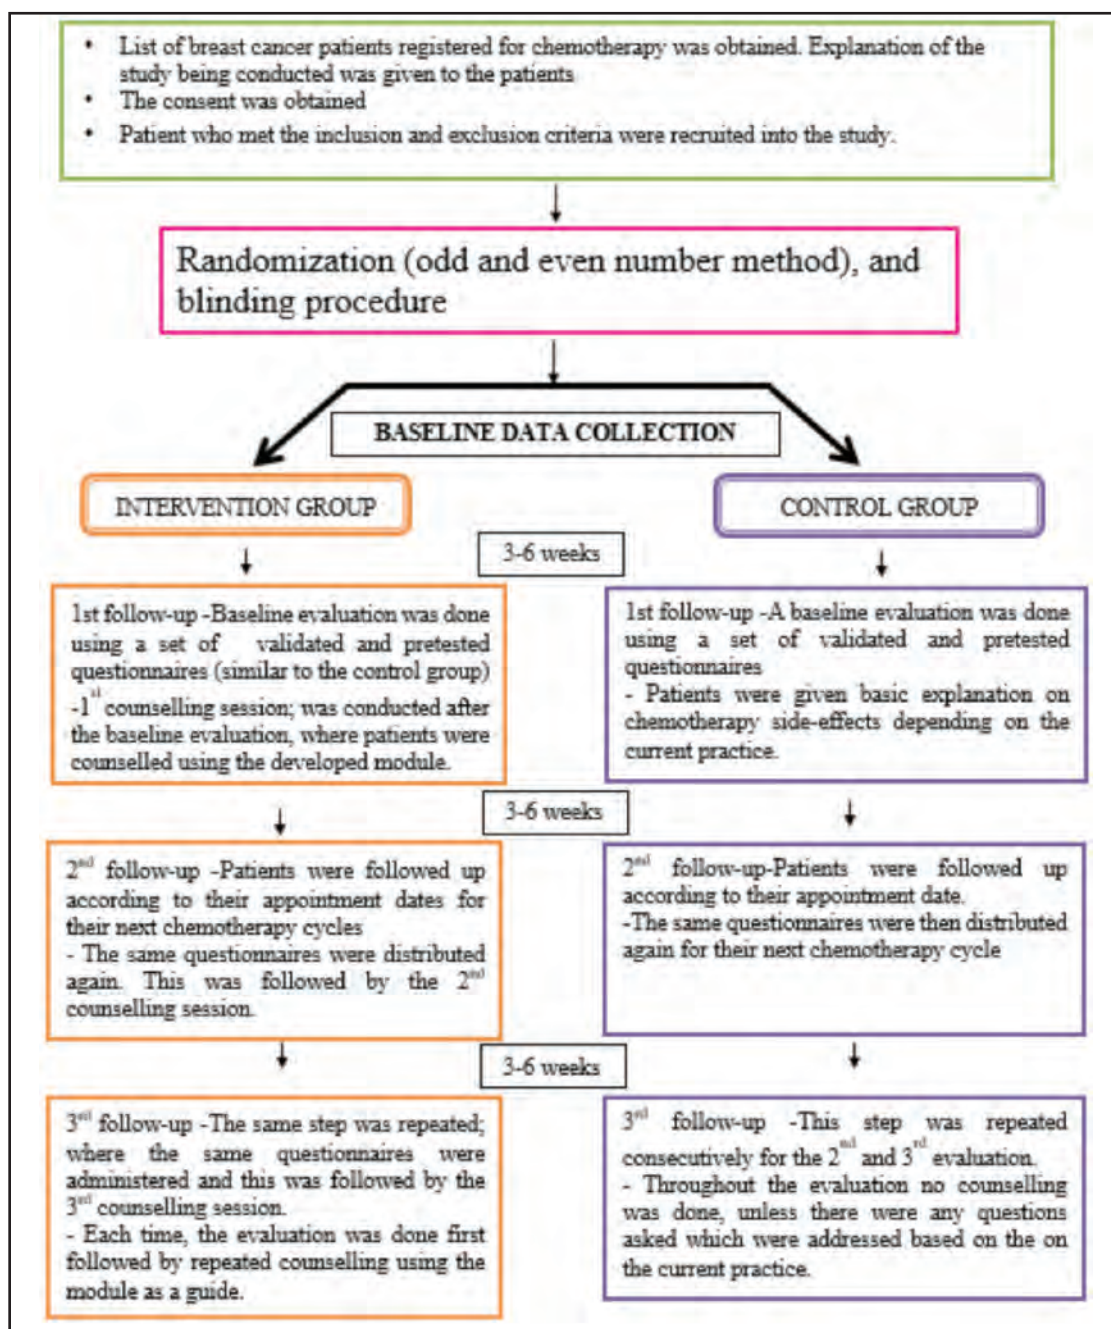 • List of breast cancer patients registered for chemotherapy was obtained. Explanation of the
study being conducted was given to the patients
• The consent was obtained
• Patient who met the inclusion and exclusion criteria were recruited into the study.
Randomization (odd and even number method), and
blinding procedure
BASELINE DATA COLLECTION
INTERVENTION GROUP
CONTROL GROUP
3-6 weeks
1st follow-up -Baseline evaluation was done
using a set of validated and pretested
questionnaires (similar to the control group)
-1st counselling session; was conducted after
the baseline evaluation, where patients were
counselled using the developed module.
1st follow-up -A baseline evaluation was done
using a set of validated and pretested
questionnaires
- Patients were given basic explanation on
chemotherapy side-effects depending on the
current practice.
3-6 weeks
2nd follow-up -Patients were followed up
according to their appointment dates for
their next chemotherapy cycles
- The same questionnaires were distributed
again. This was followed by the 2nd
counselling session.
2nd follow-up-Patients were followed up
according to their appointment date.
-The same questionnaires were then distributed
again for their next chemotherapy cycle
3-6 weeks
3rd follow-up -The same step was repeated;
where the same questionnaires were
administered and this was followed by the
3rd counselling session.
- Each time, the evaluation was done first
followed by repeated counselling using the
module as a guide.
3rd follow-up -This step was repeated
consecutively for the 2nd and 3rd evaluation.
- Throughout the evaluation no counselling
was done, unless there were any questions
asked which were addressed based on the on
the current practice.